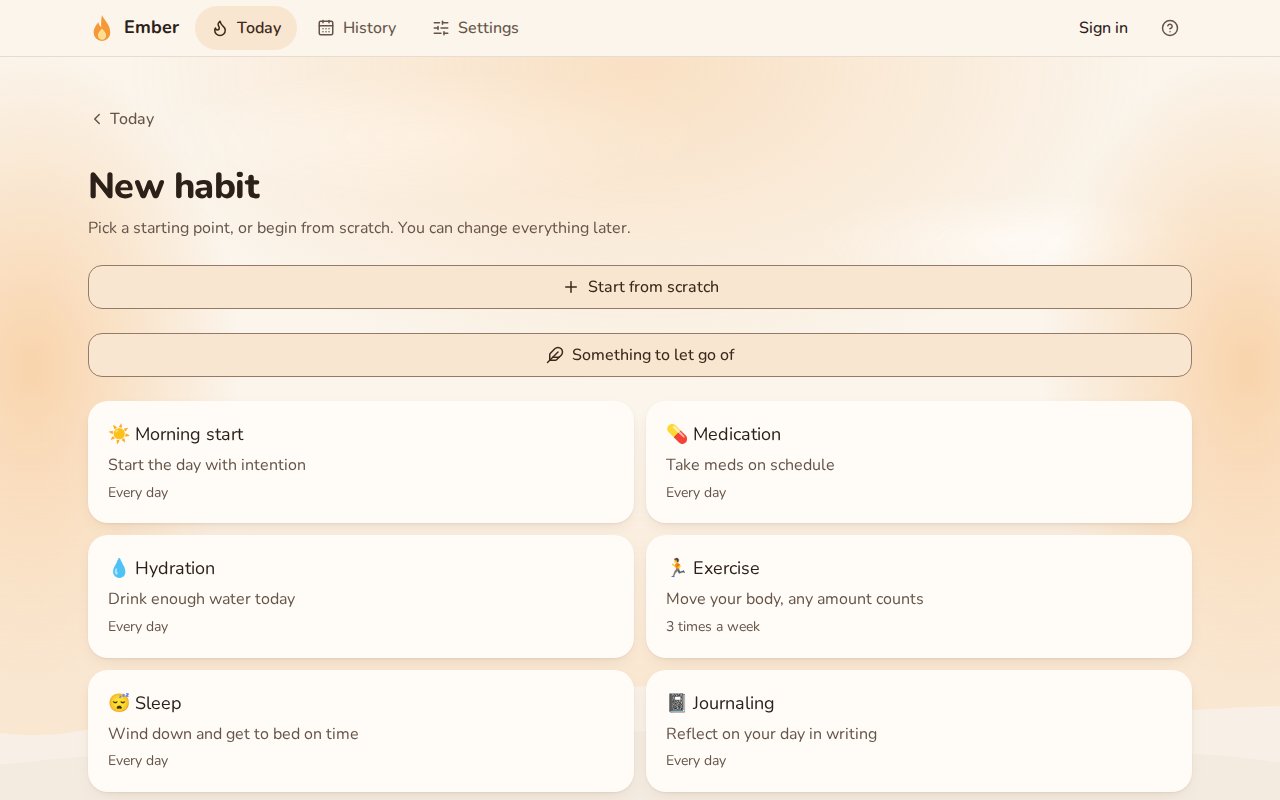 Ember
Today
History
Settings
Sign in
Today
New habit
Pick a starting point, or begin from scratch. You can change everything later.
Start from scratch
Something to let go of
☀️ Morning start
Start the day with intention
Every day
💊 Medication
Take meds on schedule
Every day
💧 Hydration
Drink enough water today
Every day
🏃 Exercise
Move your body, any amount counts
3 times a week
😴 Sleep
Wind down and get to bed on time
Every day
📓 Journaling
Reflect on your day in writing
Every day